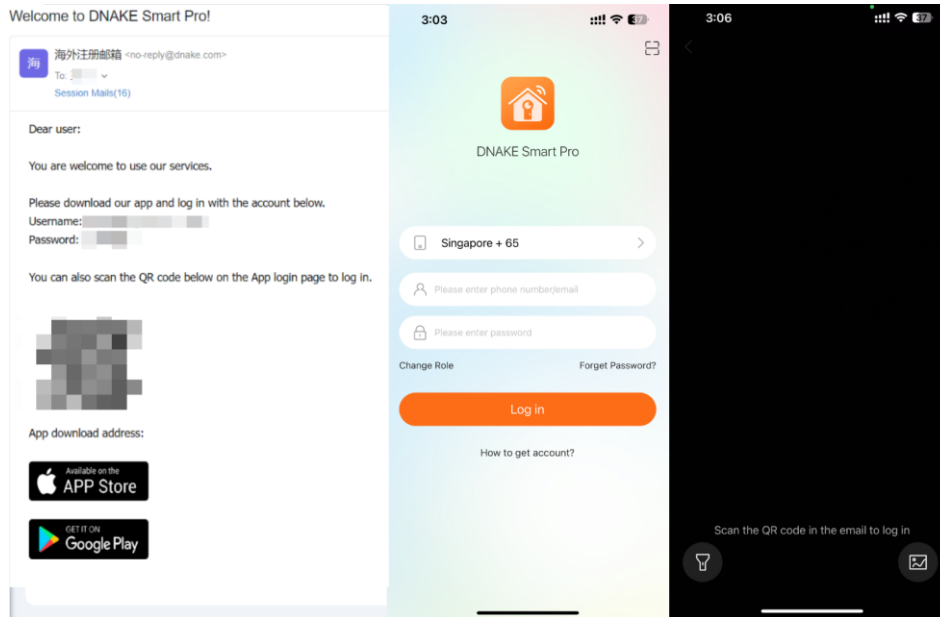 Welcome to DNAKE Smart Pro!
海
海外注册邮箱 <no-reply@dnake.com>
To:
Session Mails(16)
Dear user:
You are welcome to use our services.
Please download our app and log in with the account below.
Username:
Password:
You can also scan the QR code below on the App login page to log in.
App download address:
Available on the
APP Store
GET IT ON
Google Play
3:03
37
DNAKE Smart Pro
Singapore + 65
Please enter phone number/email
Please enter password
Change Role
Forget Password?
Log in
How to get account?
3:06
37
Scan the QR code in the email to log in